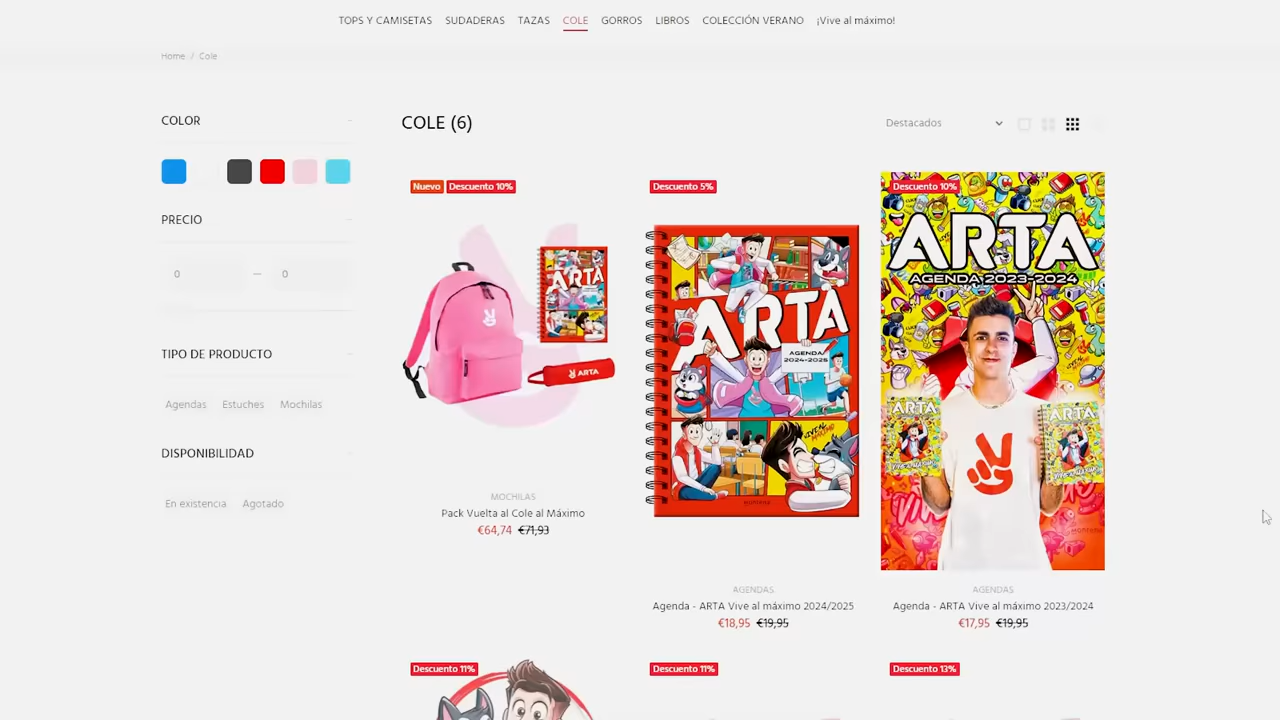 TOPS Y CAMISETAS SUDADERAS TAZAS COLE GORROS LIBROS COLECCIÓN VERANO ¡Vive al máximo!
Home / Cole
COLOR
PRECIO
0 — 0
TIPO DE PRODUCTO
Agendas Estuches Mochilas
DISPONIBILIDAD
En existencia Agotado
COLE (6)
Destacados
Nuevo Descuento 10%
ARTA
ARTA
MOCHILAS
Pack Vuelta al Cole al Máximo
€64,74 €71,93
Descuento 5%
ARTA
AGENDA
2024-2025
VIVE AL
MÁXIMO
AGENDAS
Agenda - ARTA Vive al máximo 2024/2025
€18,95 €19,95
Descuento 10%
ARTA
AGENDA 2023-2024
ARTA
ARTA
AGENDAS
Agenda - ARTA Vive al máximo 2023/2024
€17,95 €19,95
Descuento 11%
Descuento 11%
Descuento 13%